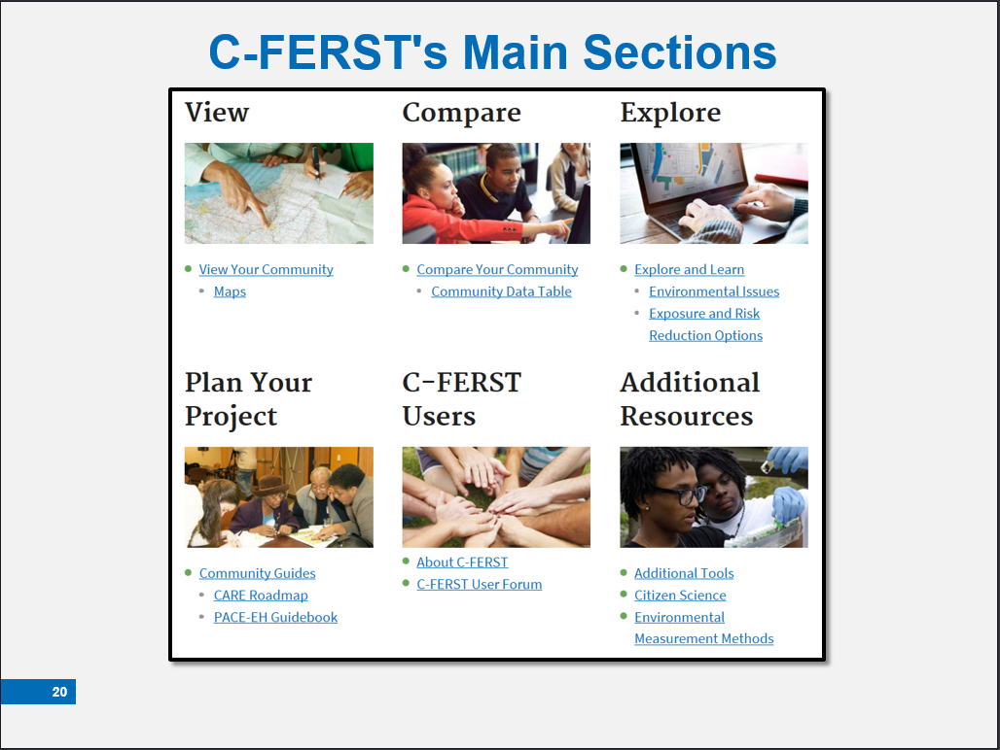 C-FERST's Main Sections
View
View Your Community
Maps
Compare
Compare Your Community
Community Data Table
Explore
Explore and Learn
Environmental Issues
Exposure and Risk
Reduction Options
Plan Your
Project
Community Guides
CARE Roadmap
PACE-EH Guidebook
C-FERST
Users
About C-FERST
C-FERST User Forum
Additional
Resources
Additional Tools
Citizen Science
Environmental
Measurement Methods
20